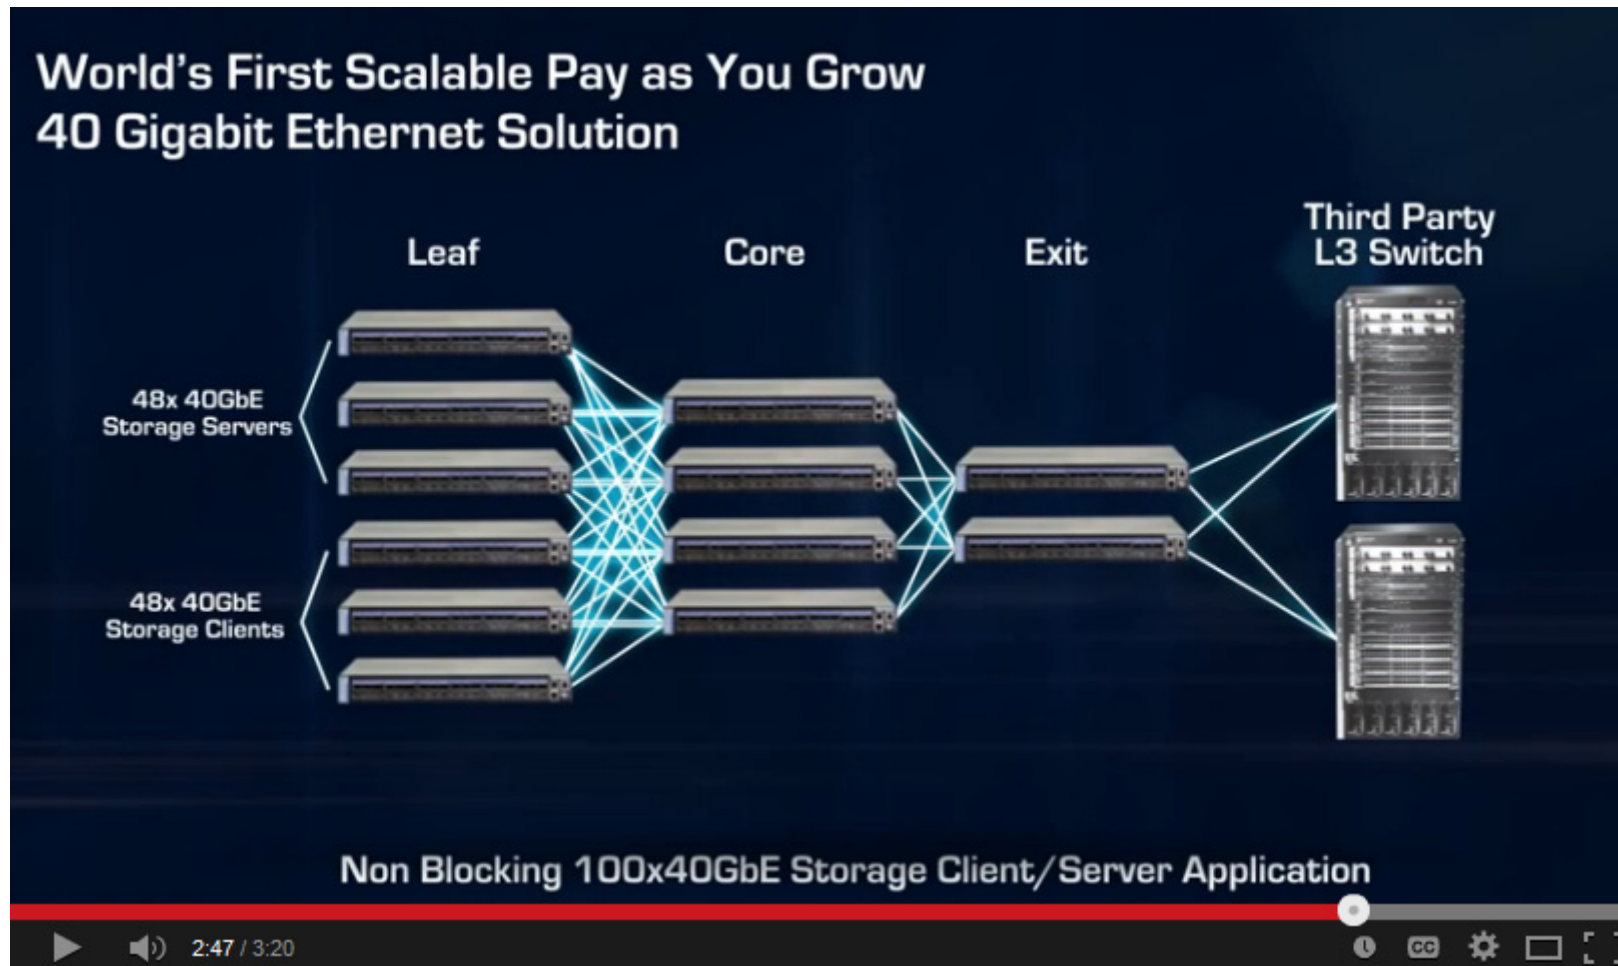 World's First Scalable Pay as You Grow
40 Gigabit Ethernet Solution
Leaf
Core
Exit
Third Party
L3 Switch
48x 40GbE
Storage Servers
48x 40GbE
Storage Clients
Non Blocking 100x40GbE Storage Client/Server Application
2:47 / 3:20
CC